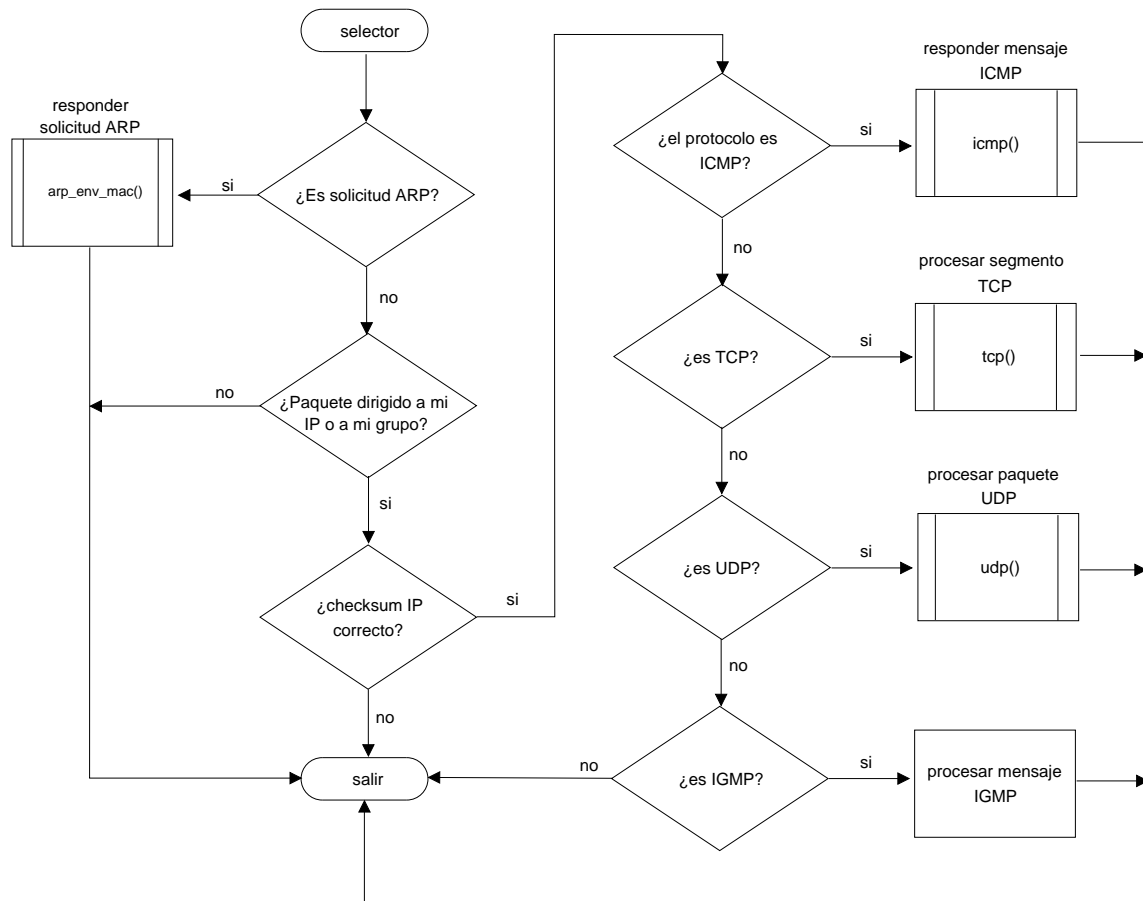 selector
responder
solicitud ARP
arp_env_mac()
si
¿Es solicitud ARP?
no
no
¿Paquete dirigido a mi
IP o a mi grupo?
si
¿checksum IP
correcto?
si
no
salir
¿el protocolo es
ICMP?
si
responder mensaje
ICMP
icmp()
no
¿es TCP?
si
procesar segmento
TCP
tcp()
no
¿es UDP?
si
procesar paquete
UDP
udp()
no
no
¿es IGMP?
si
procesar mensaje
IGMP